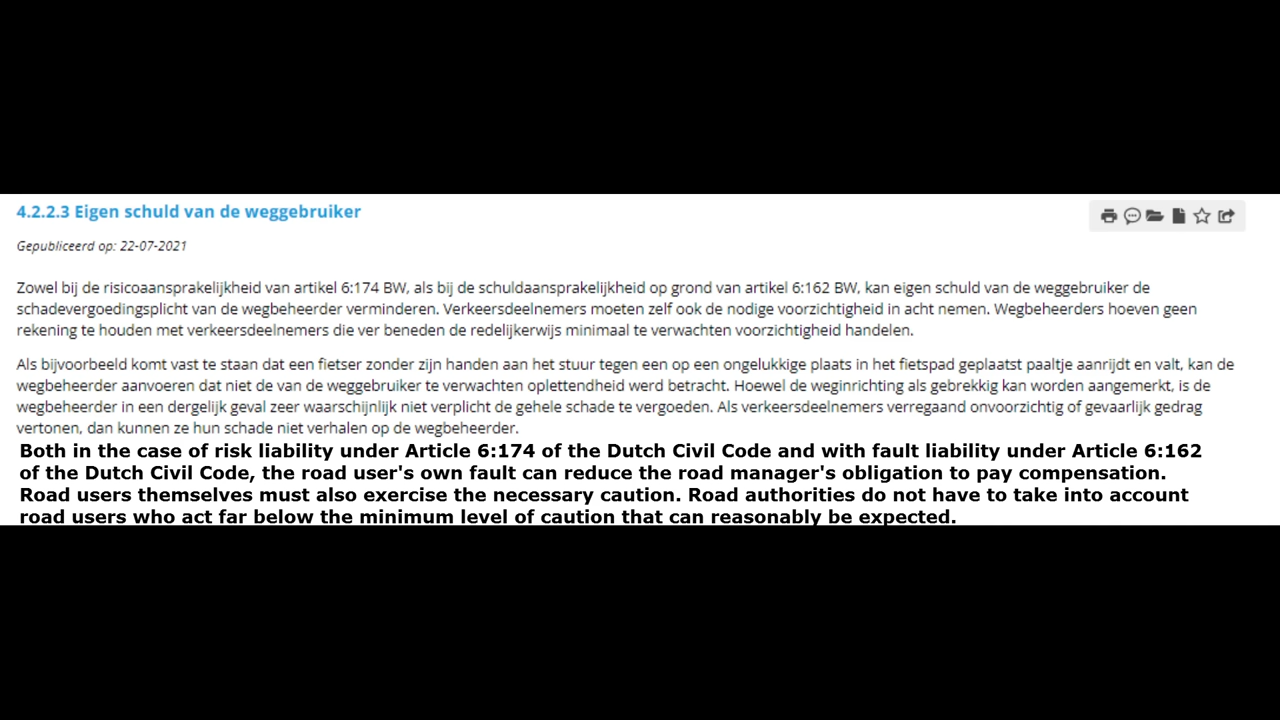 4.2.2.3 Eigen schuld van de weggebruiker
Gepubliceerd op: 22-07-2021
Zowel bij de risicoaansprakelijkheid van artikel 6:174 BW, als bij de schuldaansprakelijkheid op grond van artikel 6:162 BW, kan eigen schuld van de weggebruiker de
schadevergoedingsplicht van de wegbeheerder verminderen. Verkeersdeelnemers moeten zelf ook de nodige voorzichtigheid in acht nemen. Wegbeheerders hoeven geen
rekening te houden met verkeersdeelnemers die ver beneden de redelijkerwijs minimaal te verwachten voorzichtigheid handelen.
Als bijvoorbeeld komt vast te staan dat een fietser zonder zijn handen aan het stuur tegen een op een ongelukkige plaats in het fietspad geplaatst paaltje aanrijdt en valt, kan de
wegbeheerder aanvoeren dat niet de van de weggebruiker te verwachten oplettendheid werd betracht. Hoewel de weginrichting als gebrekkig kan worden aangemerkt, is de
wegbeheerder in een dergelijk geval zeer waarschijnlijk niet verplicht de gehele schade te vergoeden. Als verkeersdeelnemers verregaand onvoorzichtig of gevaarlijk gedrag
vertonen, dan kunnen ze hun schade niet verhalen op de wegbeheerder.
Both in the case of risk liability under Article 6:174 of the Dutch Civil Code and with fault liability under Article 6:162
of the Dutch Civil Code, the road user's own fault can reduce the road manager's obligation to pay compensation.
Road users themselves must also exercise the necessary caution. Road authorities do not have to take into account
road users who act far below the minimum level of caution that can reasonably be expected.